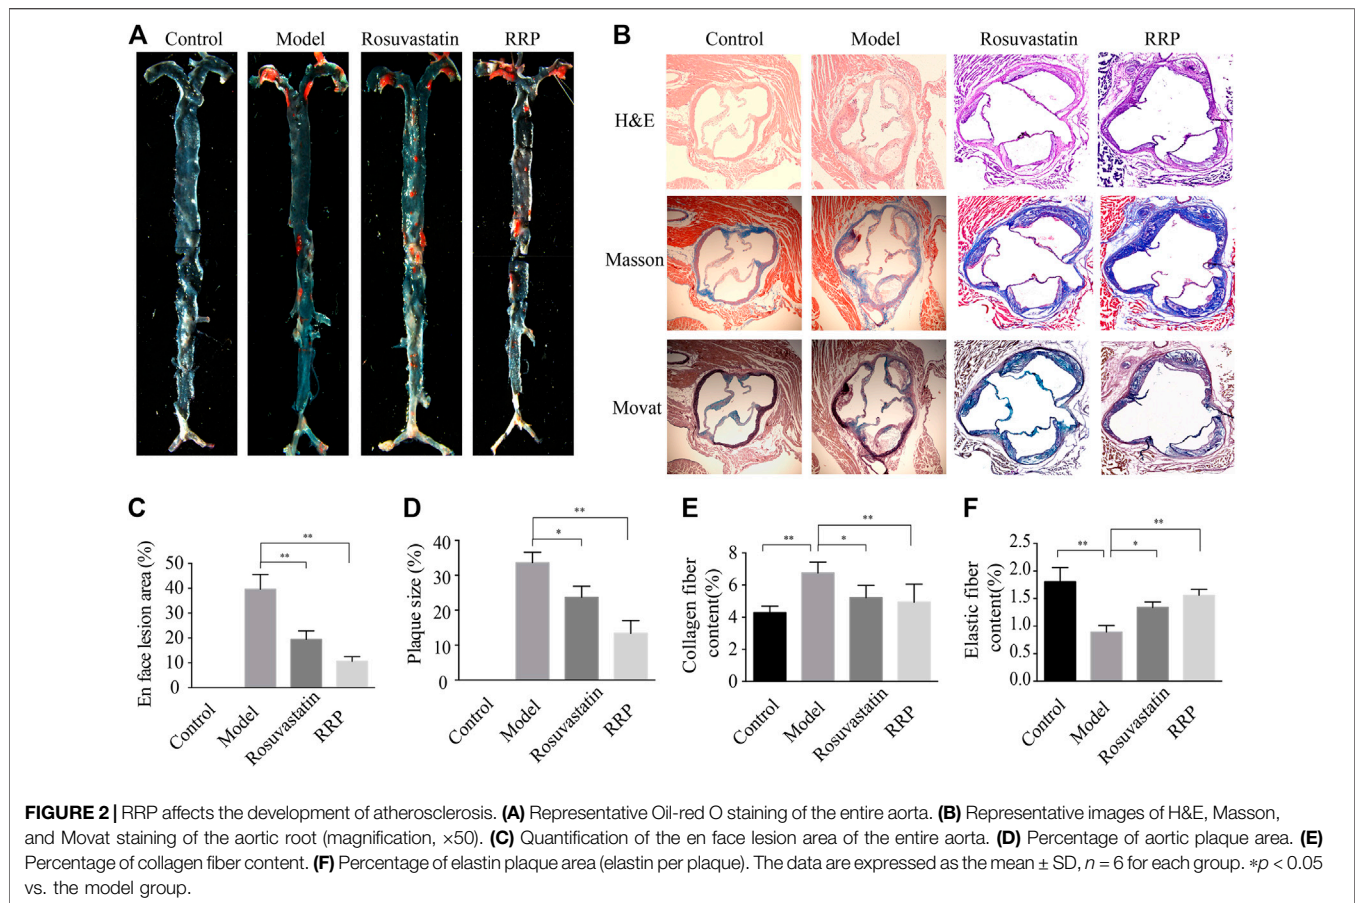 A
Control Model Rosuvastatin RRP
B
Control Model Rosuvastatin RRP
H&E
Masson
Movat
C
En face lesion area (%)
50
40
30
20
10
0
** 
**
Control Model Rosuvastatin RRP
D
Plaque size (%)
40
30
20
10
0
**
*
Control Model Rosuvastatin RRP
E
Collagen fiber
content(%)
8
6
4
2
0
**
**
*
Control Model Rosuvastatin RRP
F
Elastic fiber
content(%)
2.5
2.0
1.5
1.0
0.5
0.0
**
**
*
Control Model Rosuvastatin RRP
FIGURE 2 | RRP affects the development of atherosclerosis. (A) Representative Oil-red O staining of the entire aorta. (B) Representative images of H&E, Masson,
and Movat staining of the aortic root (magnification, ×50). (C) Quantification of the en face lesion area of the entire aorta. (D) Percentage of aortic plaque area. (E)
Percentage of collagen fiber content. (F) Percentage of elastin plaque area (elastin per plaque). The data are expressed as the mean ± SD, n = 6 for each group. *p < 0.05
vs. the model group.